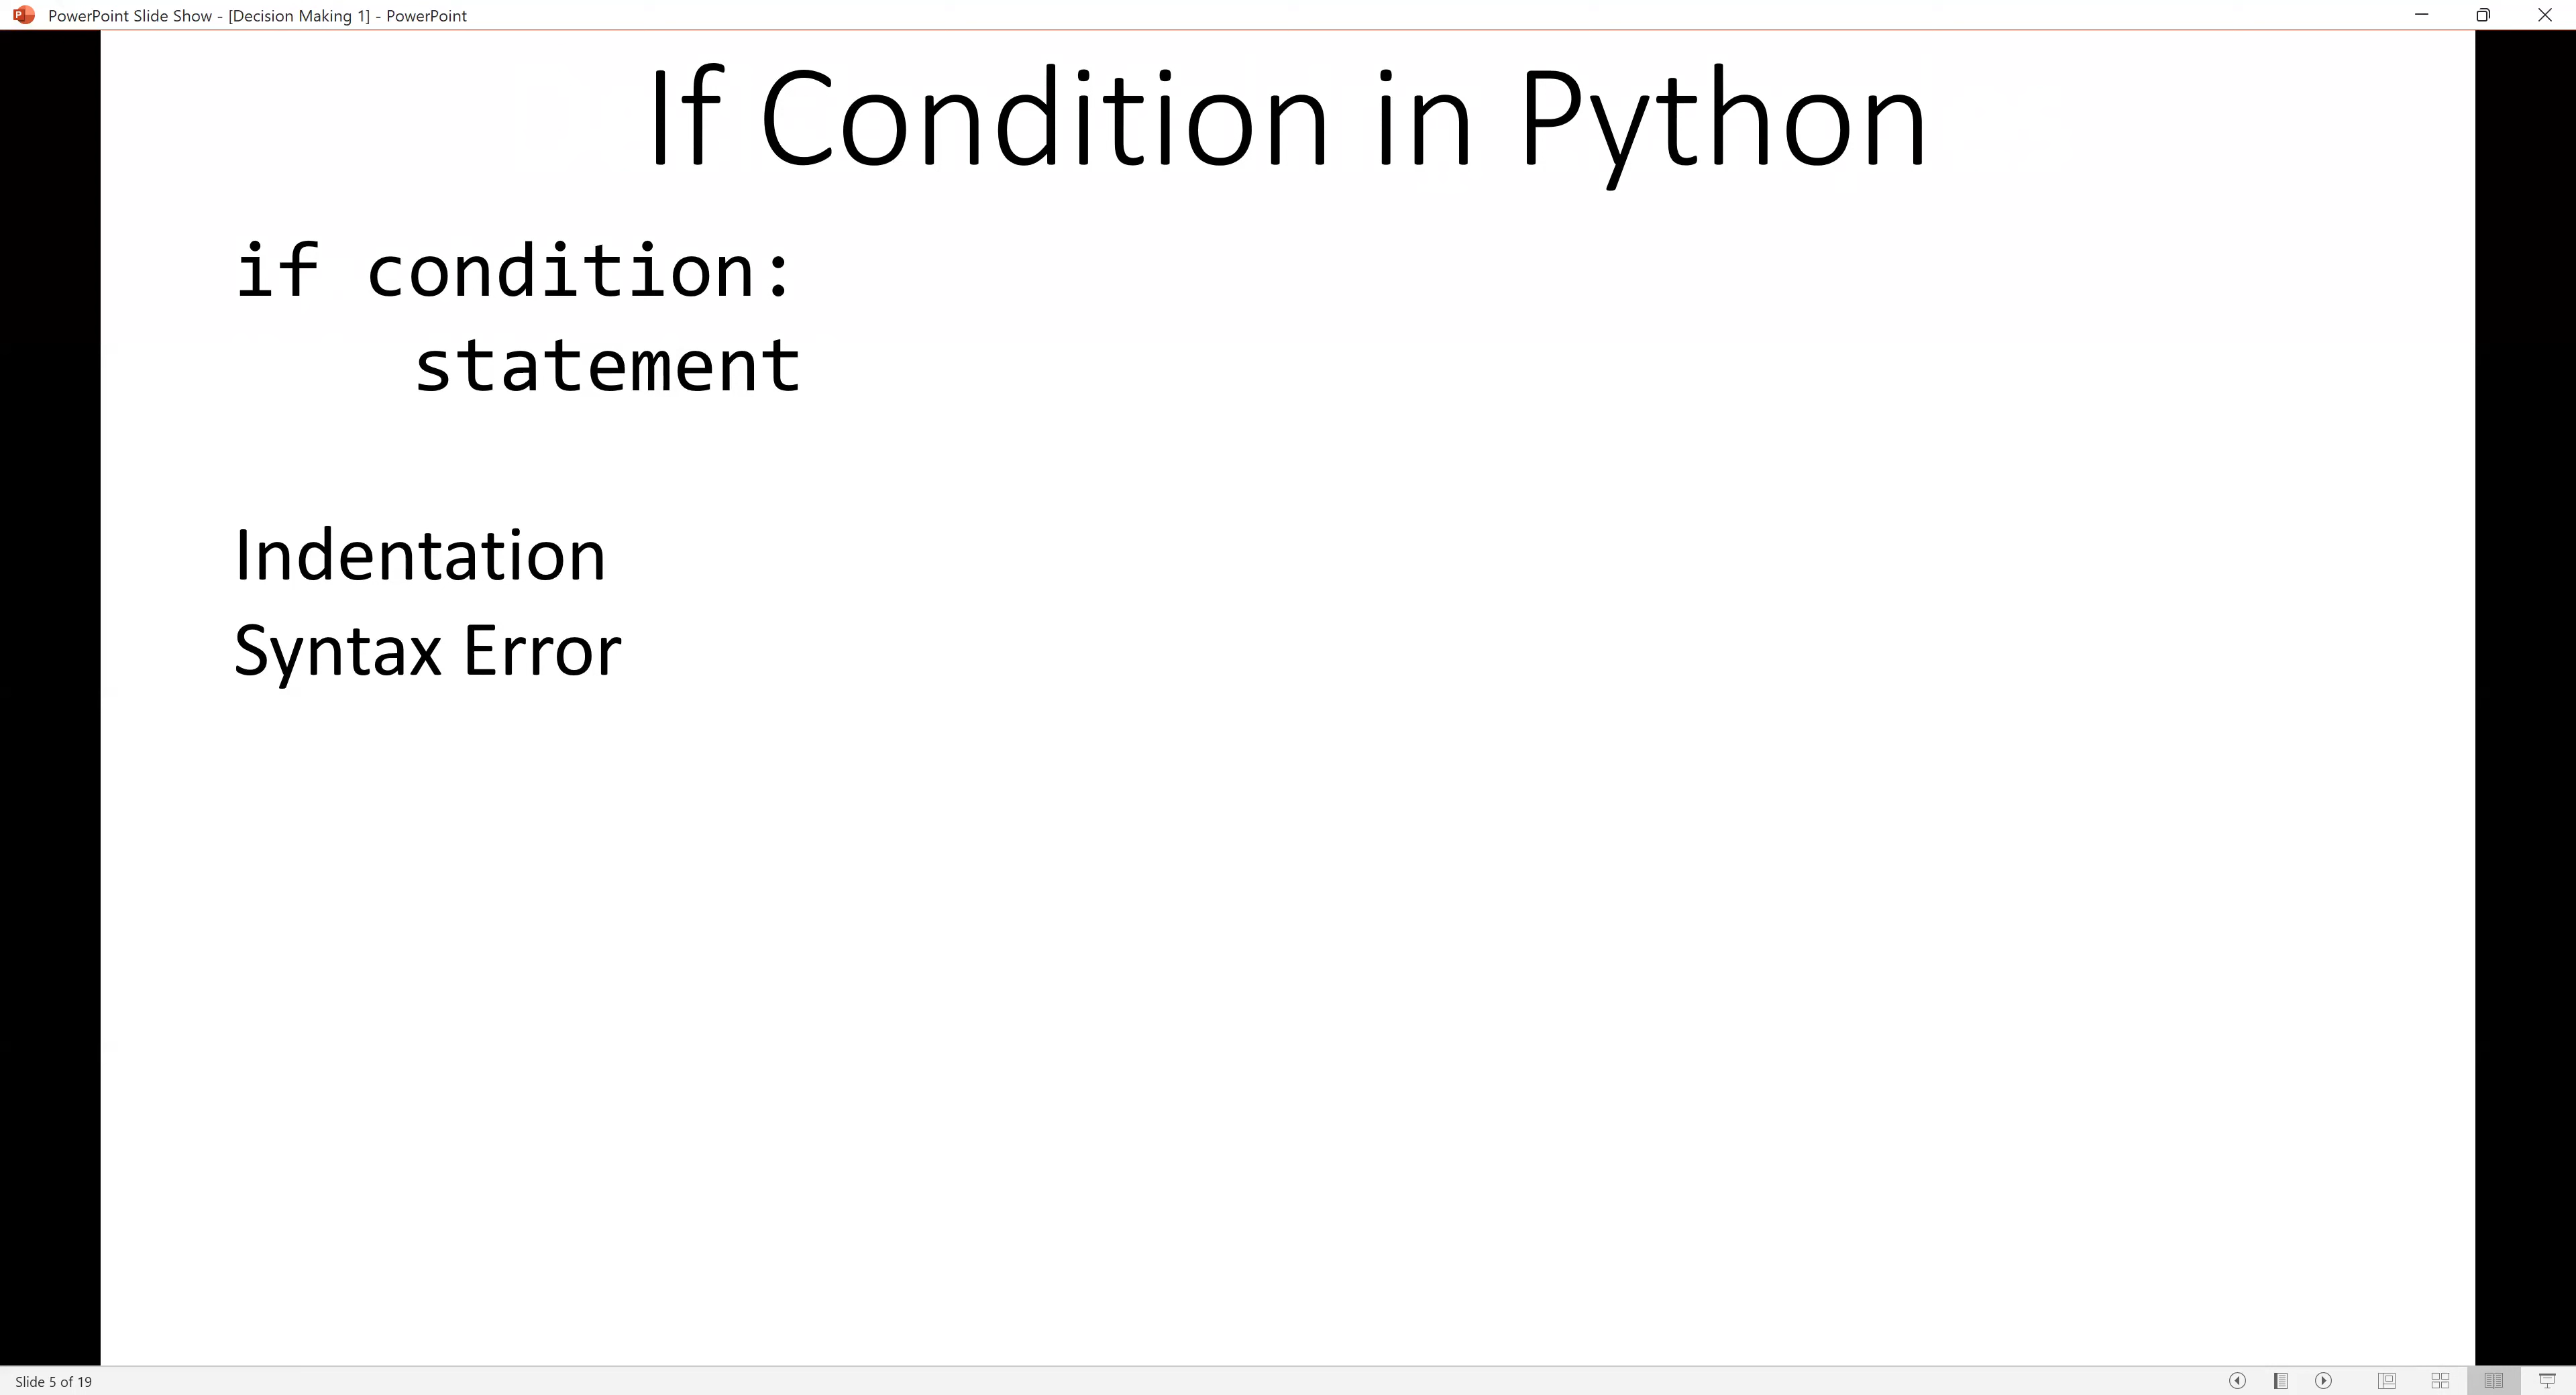 PowerPoint Slide Show - [Decision Making 1] - PowerPoint
If Condition in Python
if condition:
    statement
Indentation
Syntax Error
Slide 5 of 19